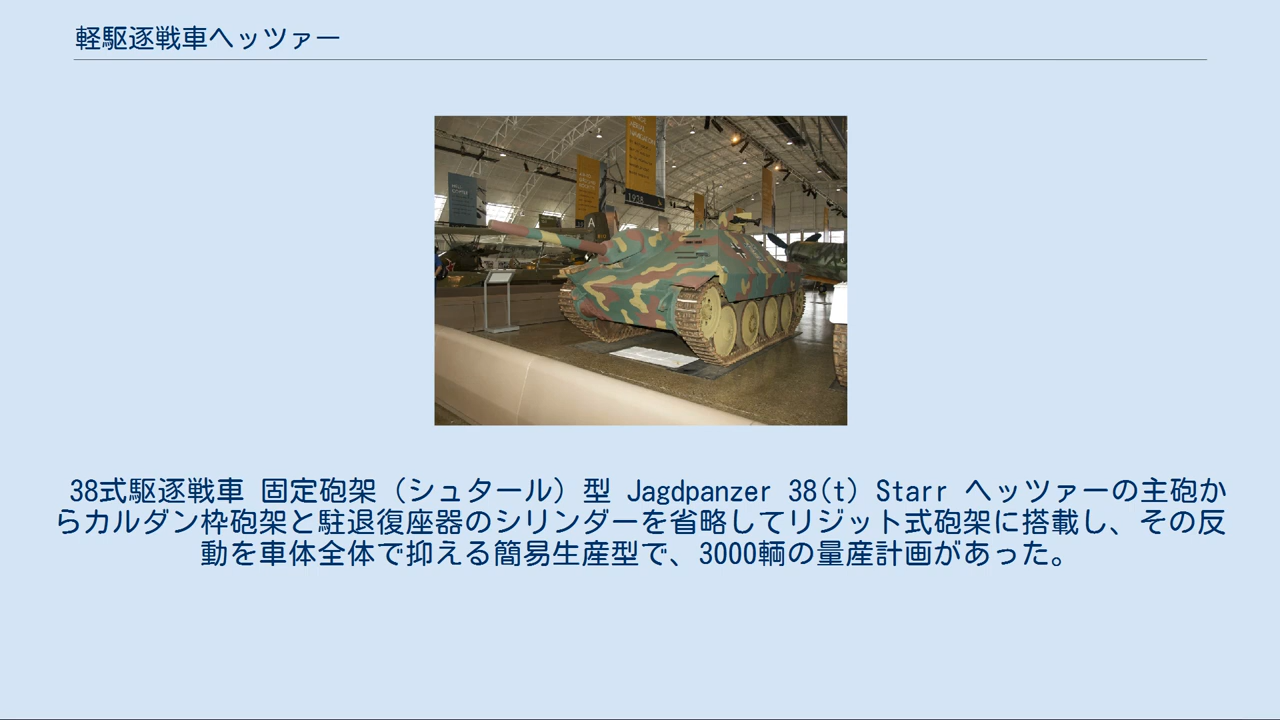 軽駆逐戦車ヘッツァー
1938
A
38式駆逐戦車 固定砲架（シュタール）型 Jagdpanzer 38(t) Starr ヘッツァーの主砲か
らカルダン枠砲架と駐退復座器のシリンダーを省略してリジット式砲架に搭載し、その反
動を車体全体で抑える簡易生産型で、3000輌の量産計画があった。